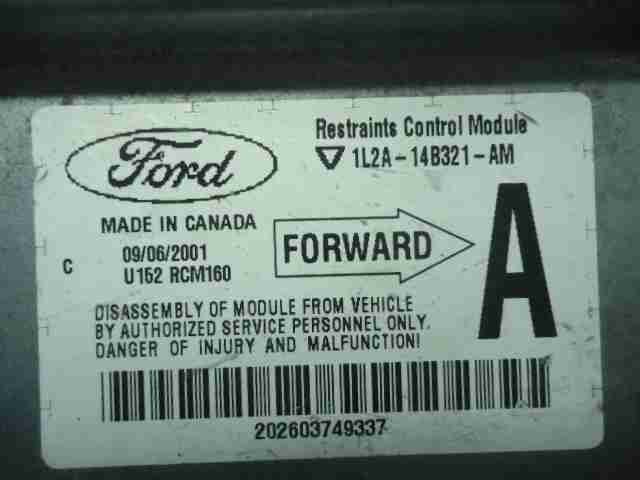 Ford
Restraints Control Module
1L2A-14B321-AM
MADE IN CANADA
09/06/2001
C
U152 RCM160
FORWARD
A
DISASSEMBLY OF MODULE FROM VEHICLE
BY AUTHORIZED SERVICE PERSONNEL ONLY.
DANGER OF INJURY AND MALFUNCTION!
202603749337